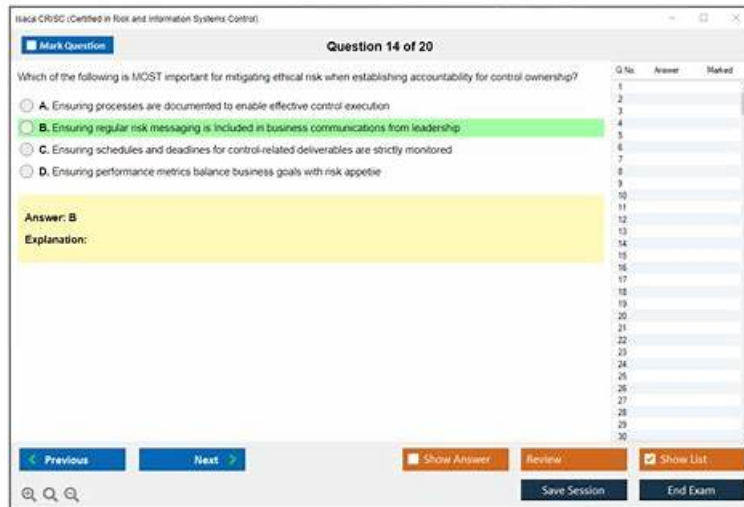 Isaca CRISC (Certified in Risk and Information Systems Control)
Mark Question
Question 14 of 20
Which of the following is MOST important for mitigating ethical risk when establishing accountability for control ownership?
A. Ensuring processes are documented to enable effective control execution
B. Ensuring regular risk messaging is Included in business communications from leadership
C. Ensuring schedules and deadlines for control-related deliverables are strictly monitored
D. Ensuring performance metrics balance business goals with risk appetite
Answer: B
Explanation:
Q No. Answer Marked
1
2
3
4
5
6
7
8
9
10
11
12
13
14
15
16
17
18
19
20
21
22
23
24
25
26
27
28
29
30
Previous
Next
Show Answer
Review
Show List
Save Session
End Exam